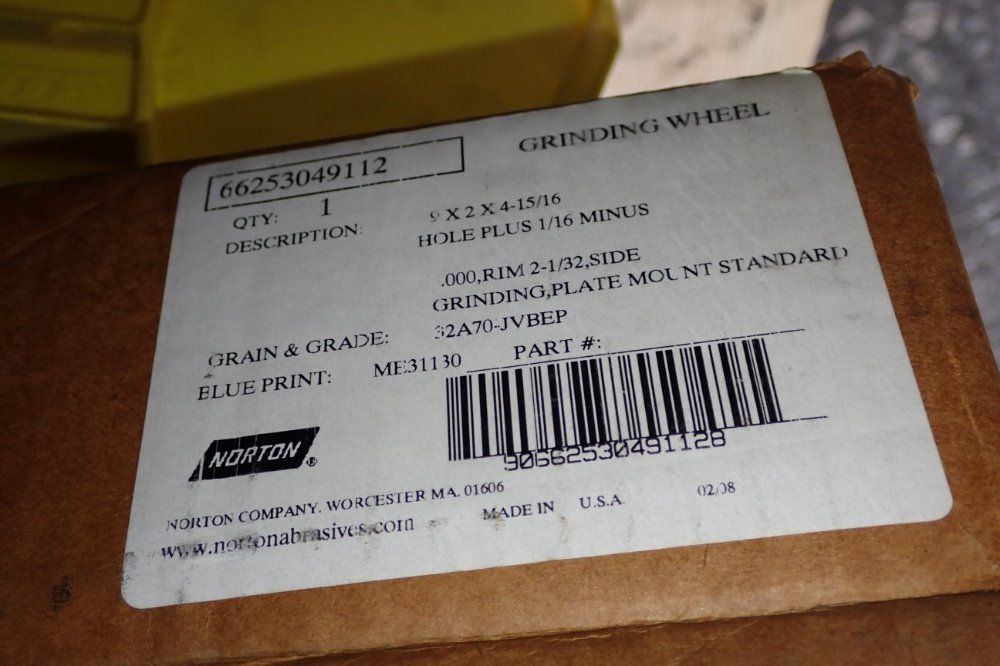 66253049112
GRINDING WHEEL
QTY: 1
DESCRIPTION: 9 X 2 X 4-15/16
HOLE PLUS 1/16 MINUS
.000,RIM 2-1/32,SIDE
GRINDING,PLATE MOUNT STANDARD
GRAIN & GRADE: 32A70-JVBEP
BLUE PRINT: ME31130 PART #:
90662530491128
NORTON ®
NORTON COMPANY. WORCESTER MA. 01606
MADE IN U.S.A. 02/08
www.nortonabrasives.com